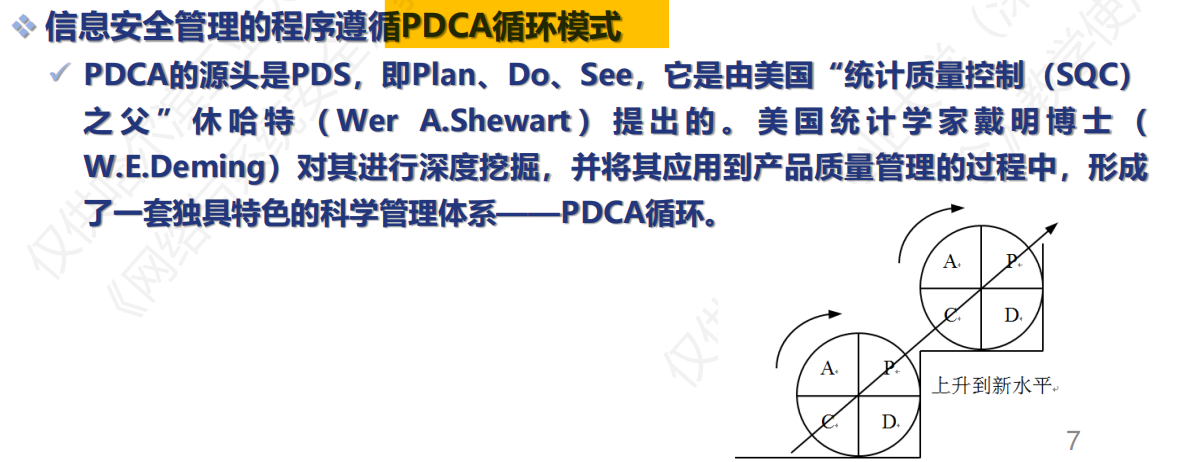 信息安全管理的程序遵循PDCA循环模式
PDCA的源头是PDS，即Plan、Do、See，它是由美国“统计质量控制（SQC）
之父”休哈特（Wer A.Shewart）提出的。美国统计学家戴明博士（
W.E.Deming）对其进行深度挖掘，并将其应用到产品质量管理的过程中，形成
了一套独具特色的科学管理体系——PDCA循环。
A P
C D
上升到新水平
A P
C D
7